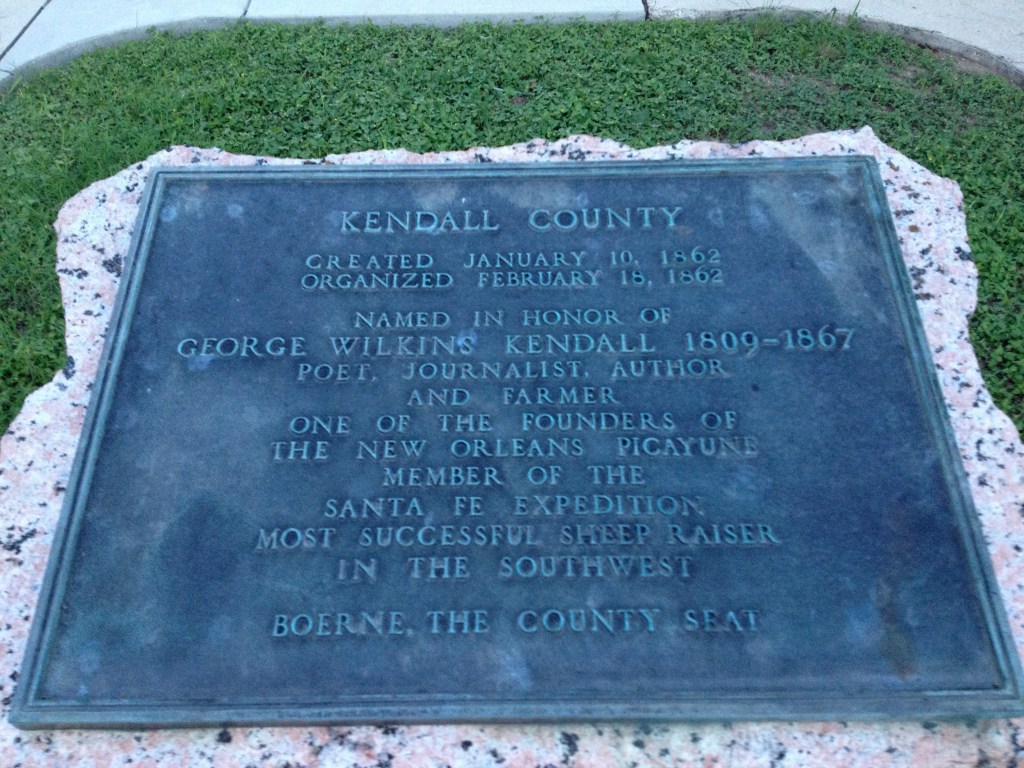 KENDALL COUNTY
CREATED JANUARY 10, 1862
ORGANIZED FEBRUARY 18, 1862
NAMED IN HONOR OF
GEORGE WILKINS KENDALL 1809-1867
POET, JOURNALIST, AUTHOR
AND FARMER
ONE OF THE FOUNDERS OF
THE NEW ORLEANS PICAYUNE
MEMBER OF THE
SANTA FE EXPEDITION
MOST SUCCESSFUL SHEEP RAISER
IN THE SOUTHWEST
BOERNE, THE COUNTY SEAT